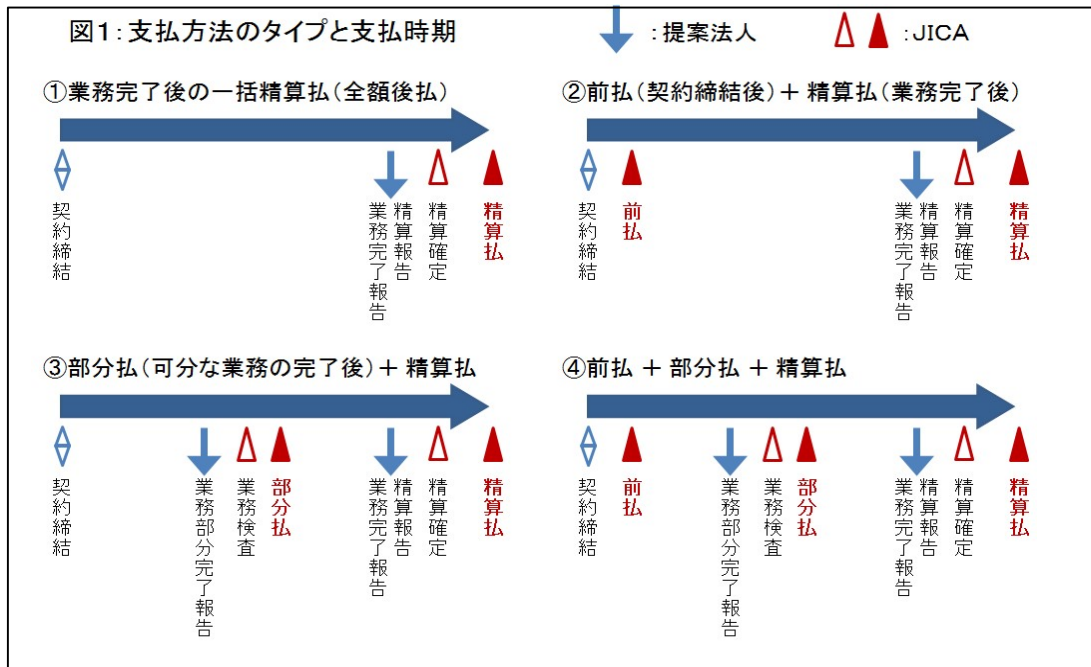 図1:支払方法のタイプと支払時期
:提案法人
:JICA
①業務完了後の一括精算払(全額後払)
契約締結
業務完了報告
精算報告
精算確定
精算払
②前払(契約締結後)+ 精算払(業務完了後)
契約締結
前払
業務完了報告
精算報告
精算確定
精算払
③部分払(可分な業務の完了後)+ 精算払
契約締結
業務部分完了報告
業務検査
部分払
業務完了報告
精算報告
精算確定
精算払
④前払 + 部分払 + 精算払
契約締結
前払
業務部分完了報告
業務検査
部分払
業務完了報告
精算報告
精算確定
精算払